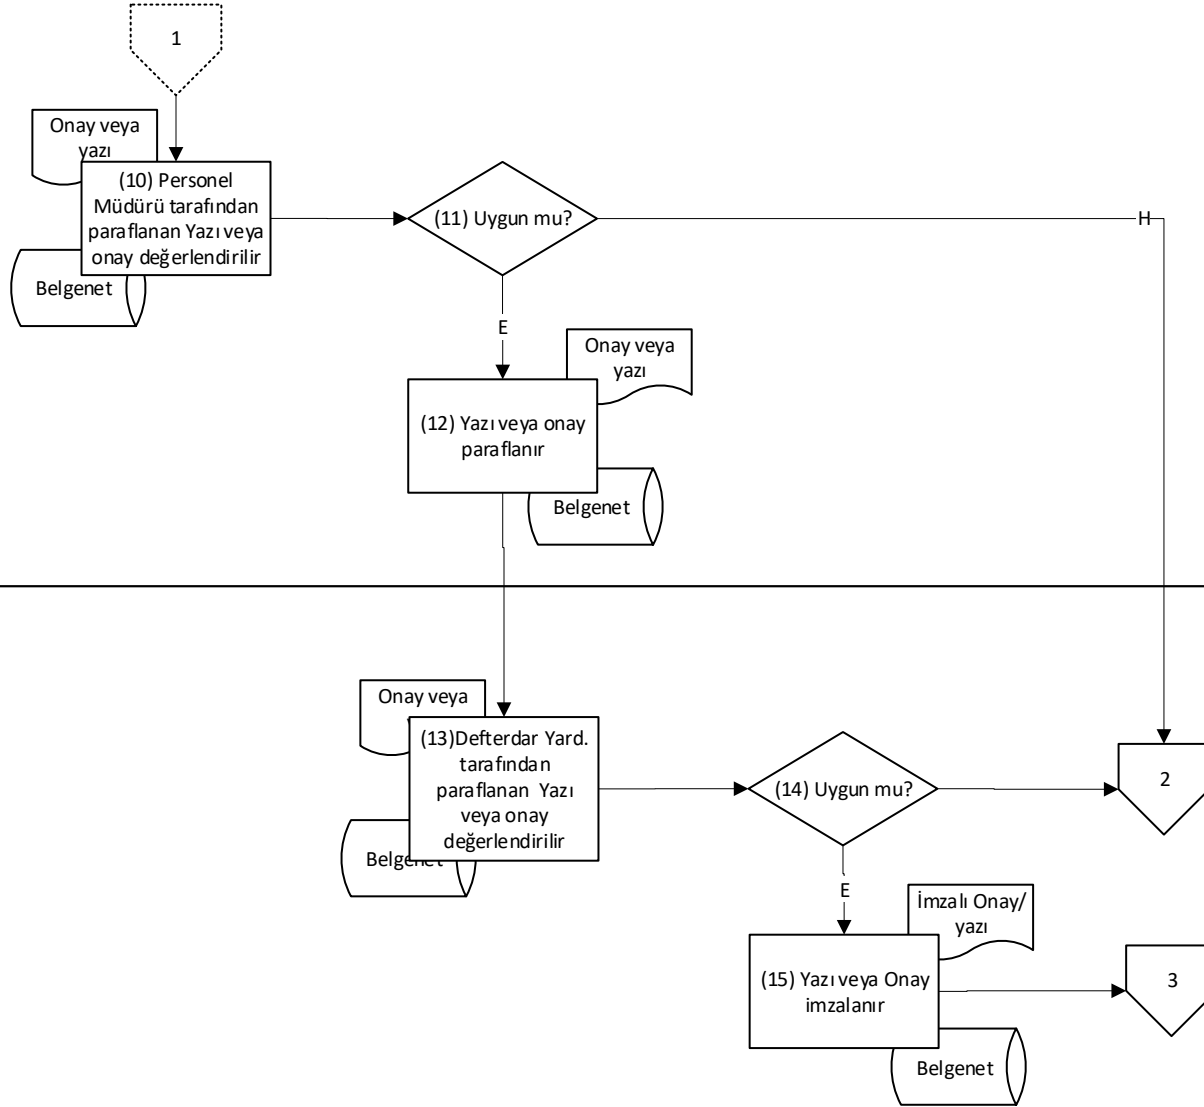 1
Onay veya
yazı
(10) Personel
Müdürü tarafından
paraflanan Yazı veya
onay değerlendirilir
Belgenet
(11) Uygun mu?
H
E
Onay veya
yazı
(12) Yazı veya onay
paraflanır
Belgenet
Onay veya
(13)Defterdar Yard.
tarafından
paraflanan Yazı
veya onay
değerlendirilir
Belgenet
(14) Uygun mu?
2
E
İmzalı Onay/
yazı
(15) Yazı veya Onay
imzalanır
3
Belgenet